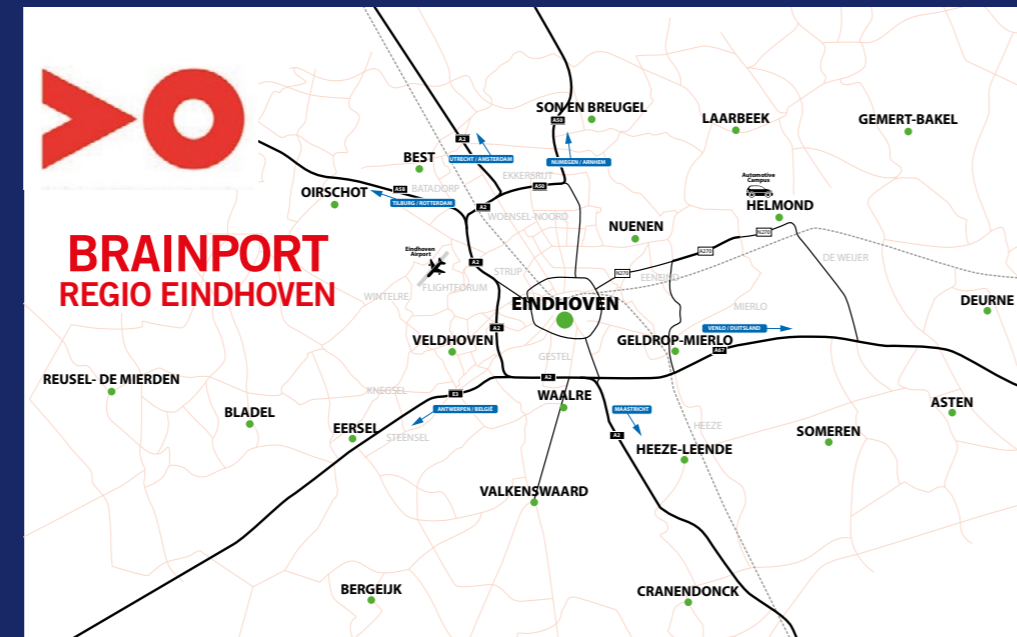 SON EN BREUGEL
LAARBEEK
GEMERT-BAKEL
A50
A2
UTRECHT / AMSTERDAM
NIJMEGEN / ARNHEM
BEST
EKKERSRIJT
A50
Automotive
Campus
A58
BATADORP
OIRSCHOT
TILBURG / ROTTERDAM
A2
HELMOND
WOENSEL-NOORD
NUENEN
N270
BRAINPORT
REGIO EINDHOVEN
Eindhoven
Airport
A270
DE WEIJER
A2
STRIJP
N270
EENEIND
FLIGHTFORUM
WINTELRE
EINDHOVEN
MIERLO
DEURNE
A2
VENLO / DUITSLAND
VELDHOVEN
GELDROP-MIERLO
A67
GESTEL
REUSEL- DE MIERDEN
A2
KNEGSEL
E3
WAALRE
ANTWERPEN / BELGIË
MAASTRICHT
ASTEN
BLADEL
EERSEL
STEENSEL
HEEZE
SOMEREN
A2
HEEZE-LEENDE
VALKENSWAARD
BERGEIJK
CRANENDONCK